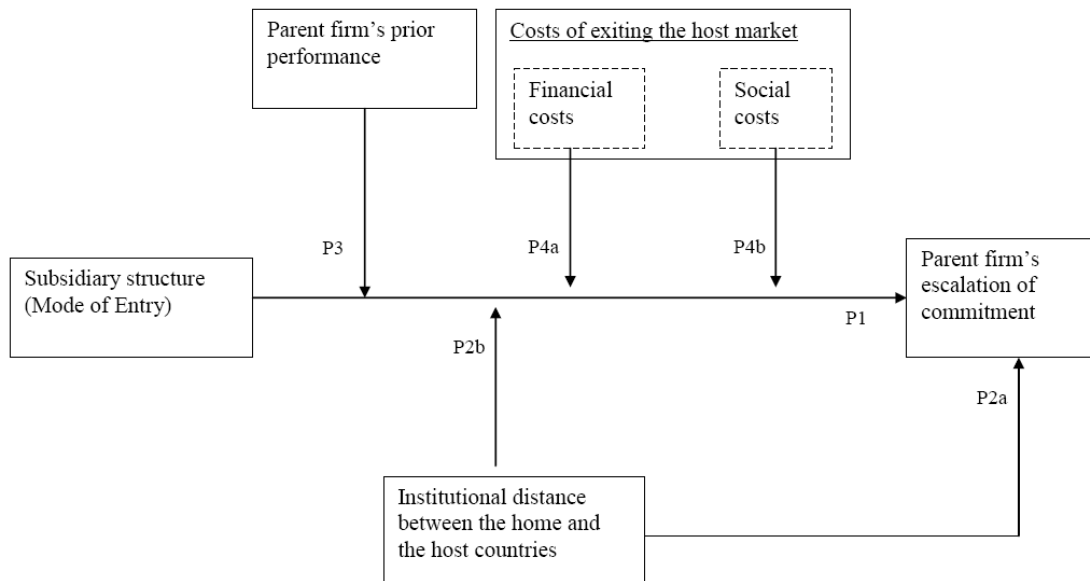 Parent firm’s prior
performance
Costs of exiting the host market
Financial
costs
Social
costs
P3
P4a
P4b
Subsidiary structure
(Mode of Entry)
Parent firm’s
escalation of
commitment
P1
P2b
P2a
Institutional distance
between the home and
the host countries